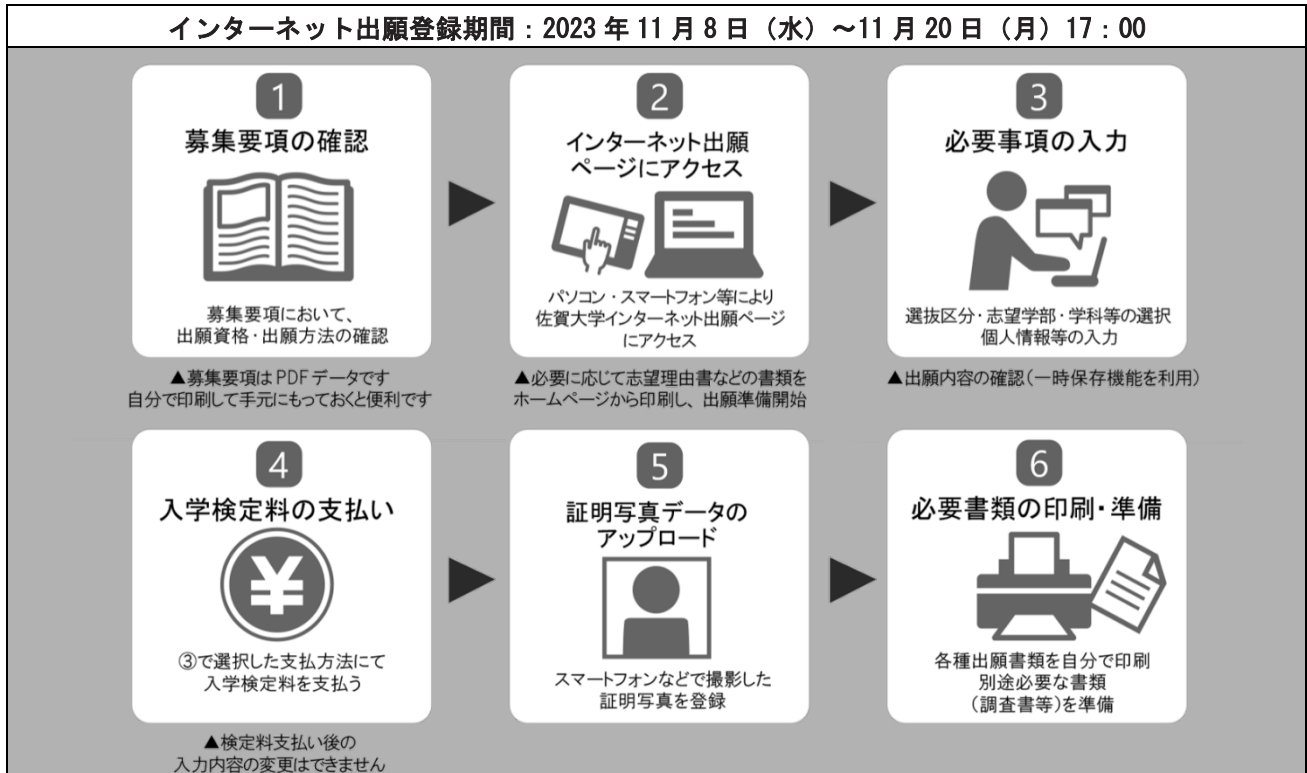 インターネット出願登録期間：2023年11月8日（水）～11月20日（月）17：00
1
募集要項の確認
募集要項において、
出願資格・出願方法の確認
▲募集要項はPDFデータです
自分で印刷して手元にもっておくと便利です
2
インターネット出願
ページにアクセス
パソコン・スマートフォン等により
佐賀大学インターネット出願ページ
にアクセス
▲必要に応じて志望理由書などの書類を
ホームページから印刷し、出願準備開始
3
必要事項の入力
選抜区分・志望学部・学科等の選択
個人情報等の入力
▲出願内容の確認（一時保存機能を利用）
4
入学検定料の支払い
¥
③で選択した支払方法にて
入学検定料を支払う
▲検定料支払い後の
入力内容の変更はできません
5
証明写真データの
アップロード
スマートフォンなどで撮影した
証明写真を登録
6
必要書類の印刷・準備
各種出願書類を自分で印刷
別途必要な書類
（調査書等）を準備